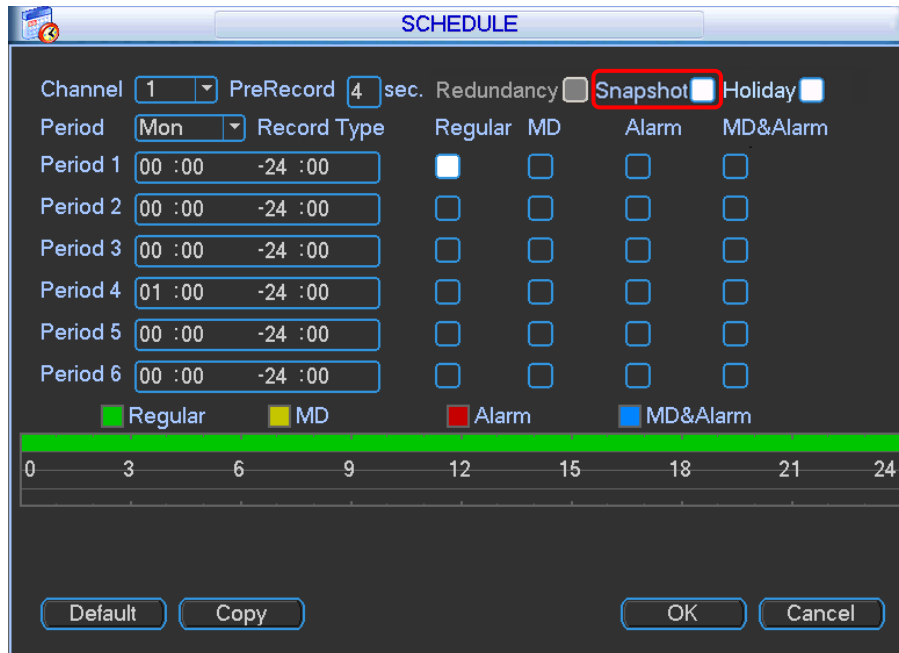 SCHEDULE
Channel 1 PreRecord 4 sec. Redundancy Snapshot Holiday
Period Mon Record Type Regular MD Alarm MD&Alarm
Period 1 00 :00 -24 :00
Period 2 00 :00 -24 :00
Period 3 00 :00 -24 :00
Period 4 01 :00 -24 :00
Period 5 00 :00 -24 :00
Period 6 00 :00 -24 :00
Regular MD Alarm MD&Alarm
0 3 6 9 12 15 18 21 24
Default Copy OK Cancel